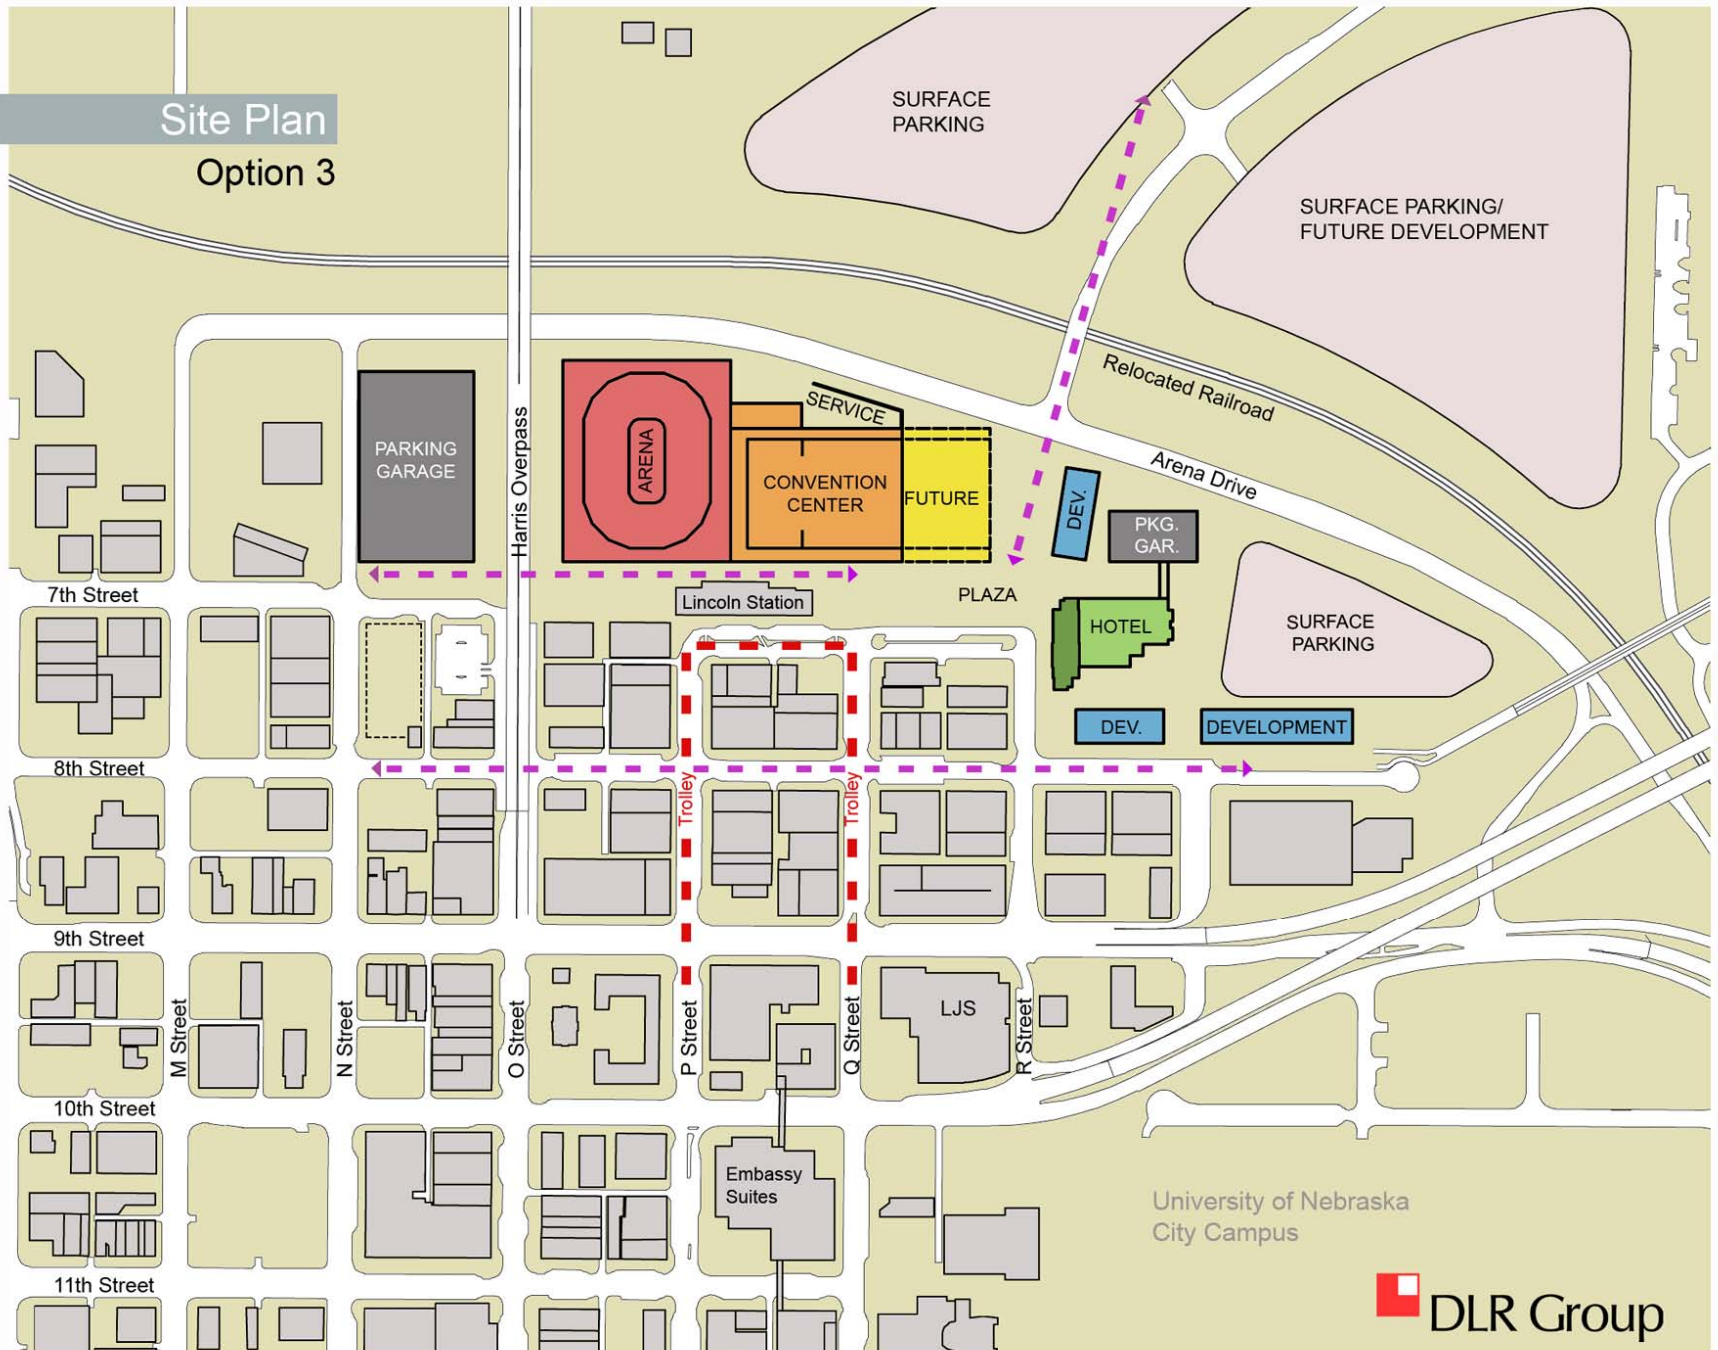 Site Plan
Option 3
SURFACE
PARKING
SURFACE PARKING/
FUTURE DEVELOPMENT
Relocated Railroad
Arena Drive
Harris Overpass
PARKING
GARAGE
ARENA
SERVICE
CONVENTION
CENTER
FUTURE
DEV.
PKG.
GAR.
PLAZA
HOTEL
SURFACE
PARKING
Lincoln Station
7th Street
DEV.
DEVELOPMENT
8th Street
Trolley
Trolley
9th Street
M Street
N Street
O Street
P Street
Q Street
R Street
LJS
10th Street
Embassy
Suites
University of Nebraska
City Campus
11th Street
DLR Group